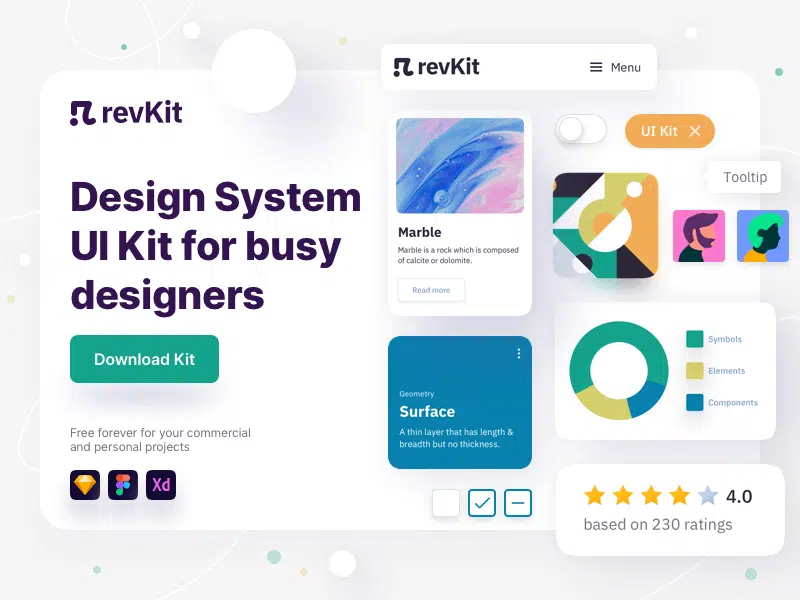 revKit
Design System
UI Kit for busy
designers
Download Kit
Free forever for your commercial
and personal projects
Xd
revKit
Menu
Marble
Marble is a rock which is composed
of calcite or dolomite.
Read more
Geometry
Surface
A thin layer that has length &
breadth but no thickness.
UI Kit
Tooltip
Symbols
Elements
Components
4.0
based on 230 ratings